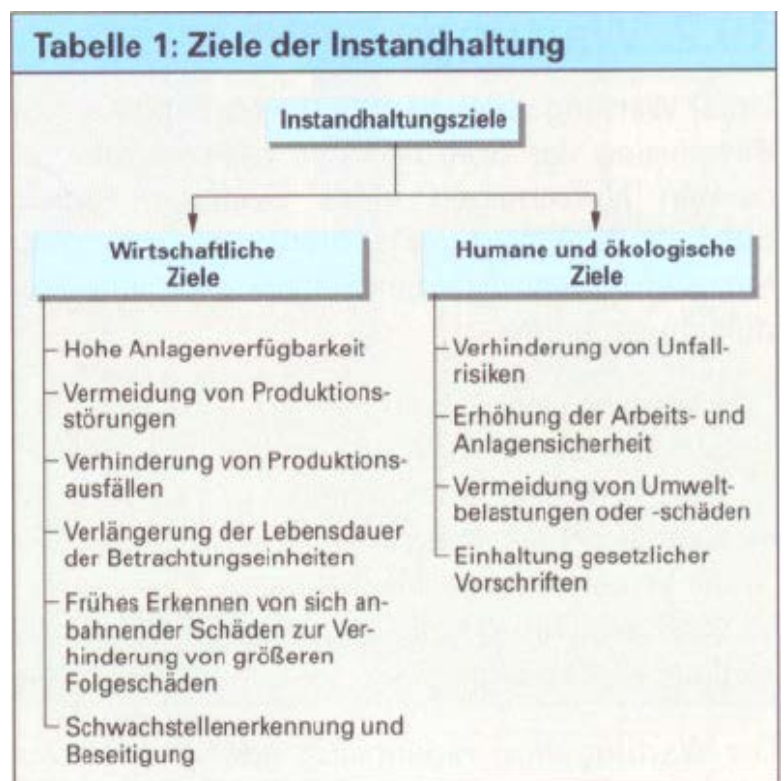 Tabelle 1: Ziele der Instandhaltung
Instandhaltungsziele
Wirtschaftliche
Ziele
Hohe Anlagenverfügbarkeit
Vermeidung von Produktions-
störungen
Verhinderung von Produktions-
ausfällen
Verlängerung der Lebensdauer
der Betrachtungseinheiten
Frühes Erkennen von sich an-
bahnender Schäden zur Ver-
hinderung von größeren
Folgeschäden
Schwachstellenerkennung und
Beseitigung
Humane und ökologische
Ziele
Verhinderung von Unfall-
risiken
Erhöhung der Arbeits- und
Anlagensicherheit
Vermeidung von Umwelt-
belastungen oder -schäden
Einhaltung gesetzlicher
Vorschriften